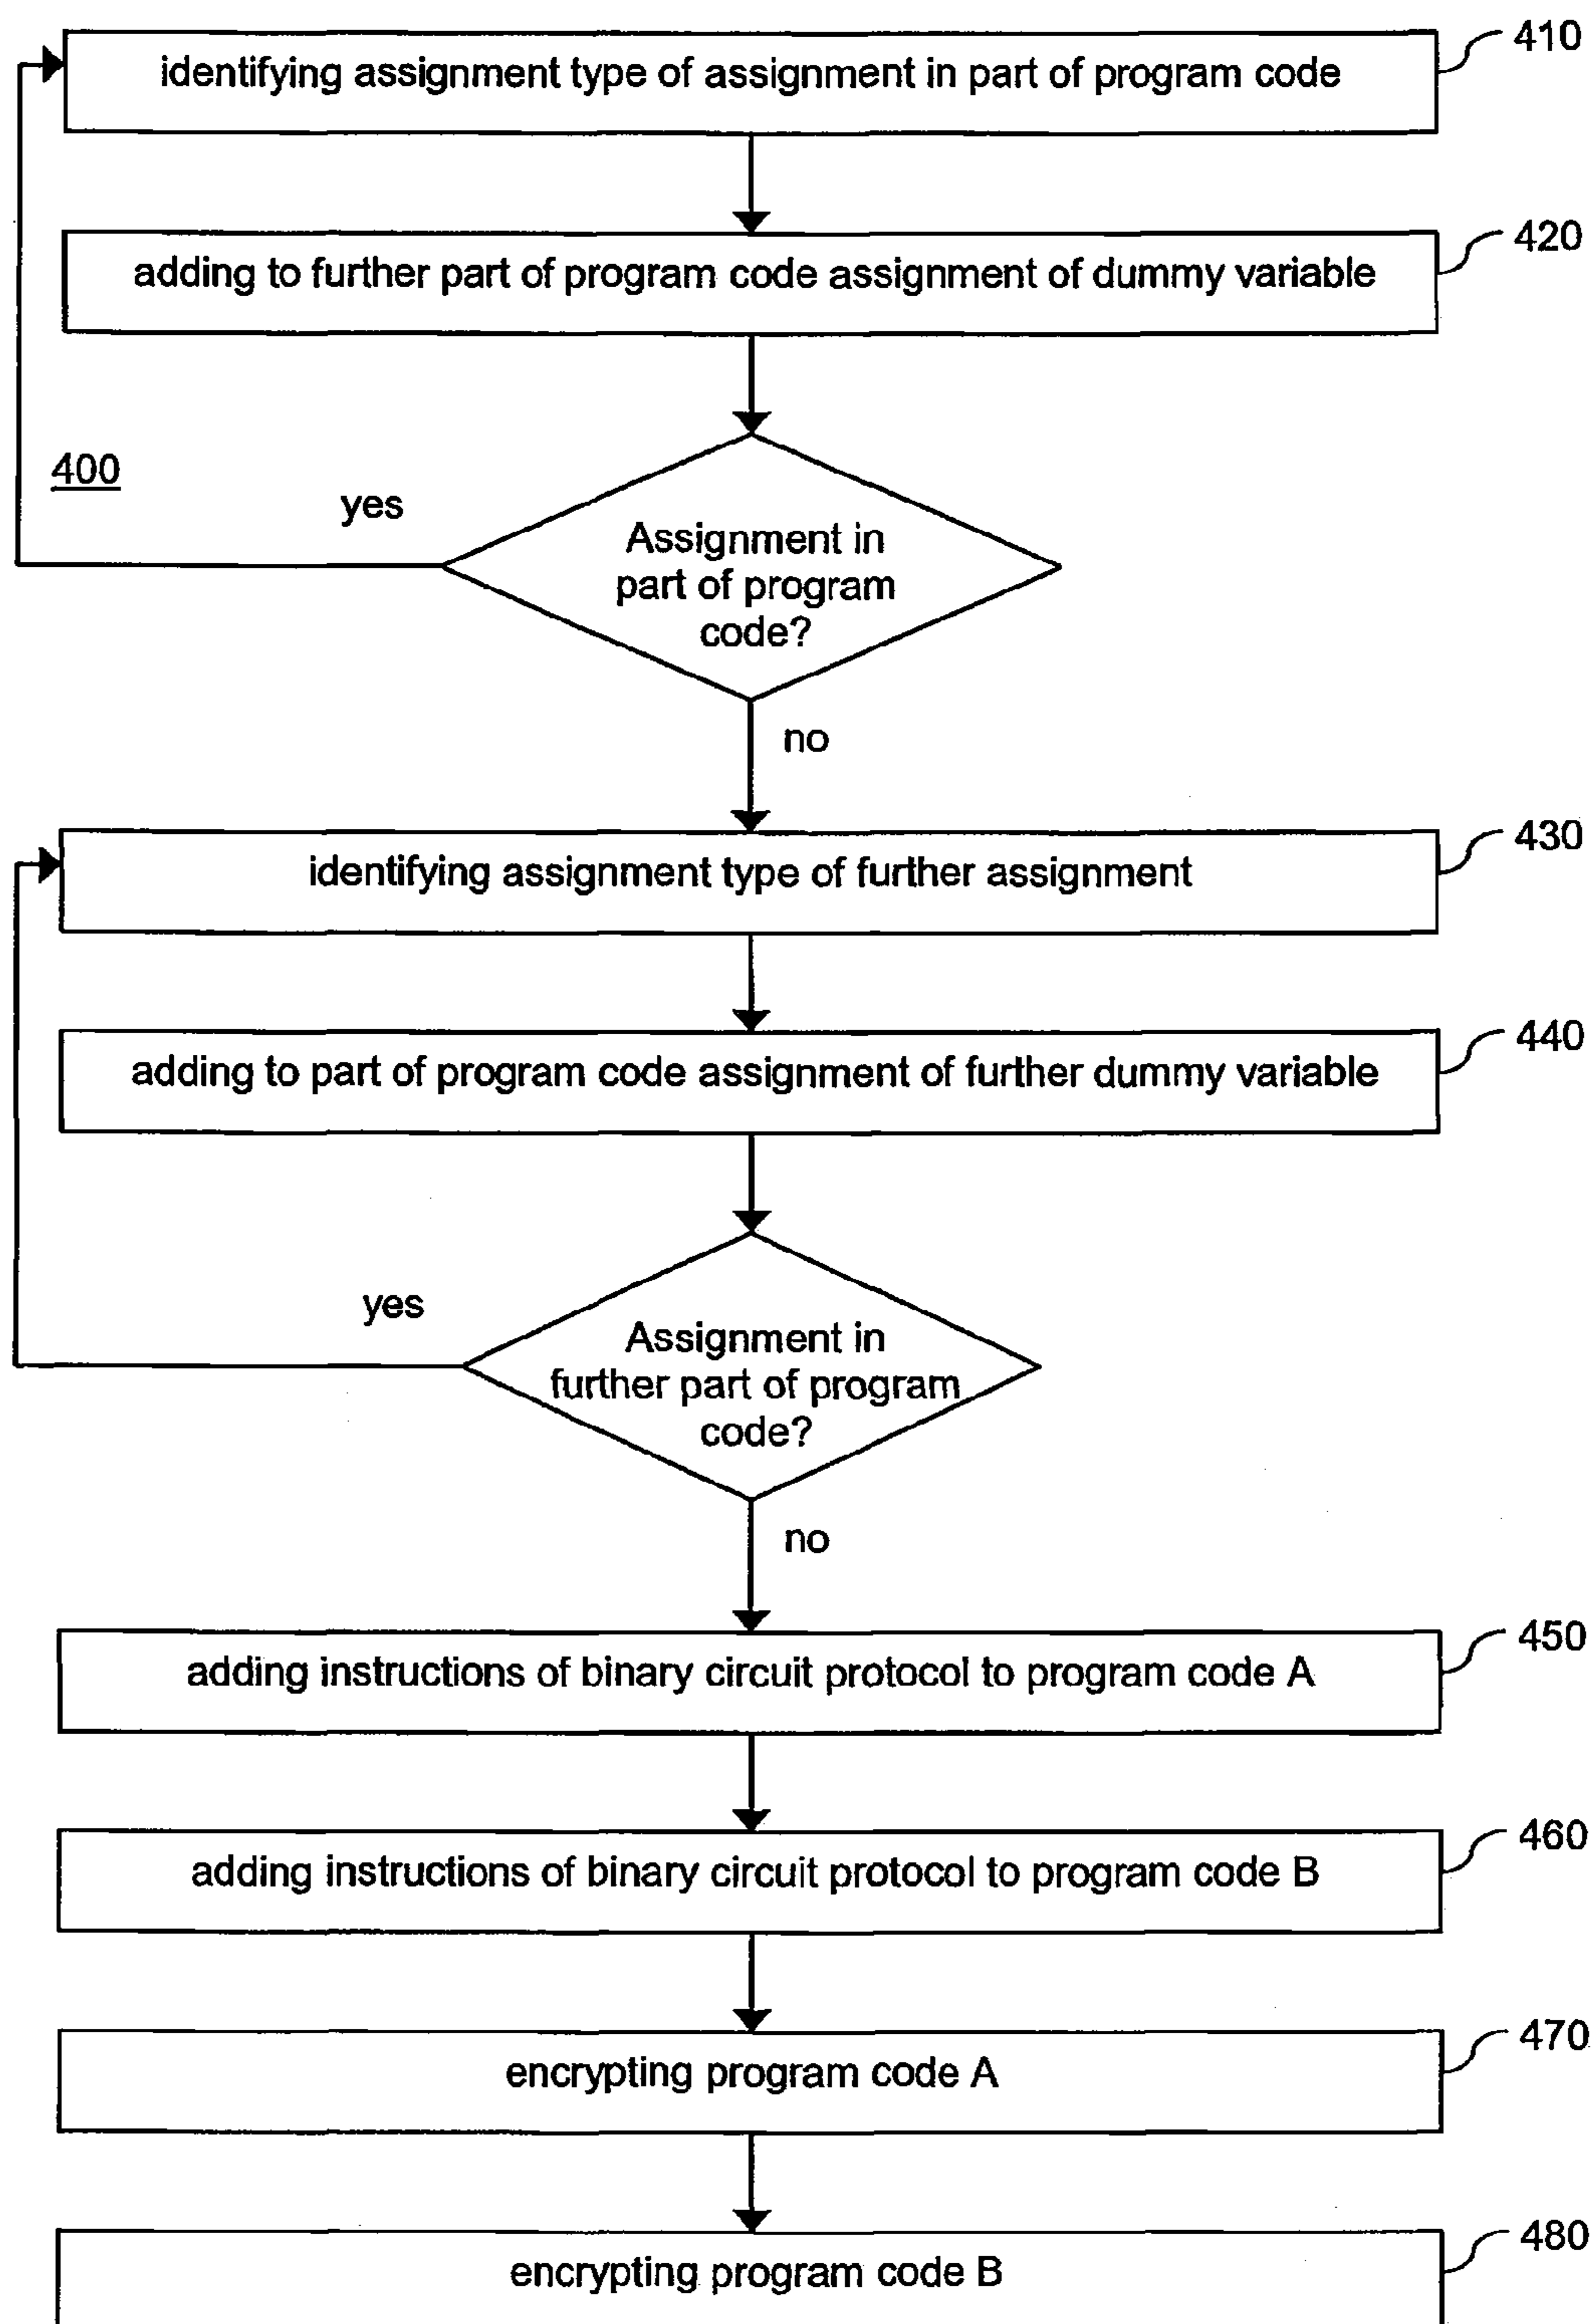 410
identifying assignment type of assignment in part of program code
420
adding to further part of program code assignment of dummy variable
400
yes
Assignment in
part of program
code?
no
430
identifying assignment type of further assignment
440
adding to part of program code assignment of further dummy variable
yes
Assignment in
further part of program
code?
no
450
adding instructions of binary circuit protocol to program code A
460
adding instructions of binary circuit protocol to program code B
470
encrypting program code A
480
encrypting program code B